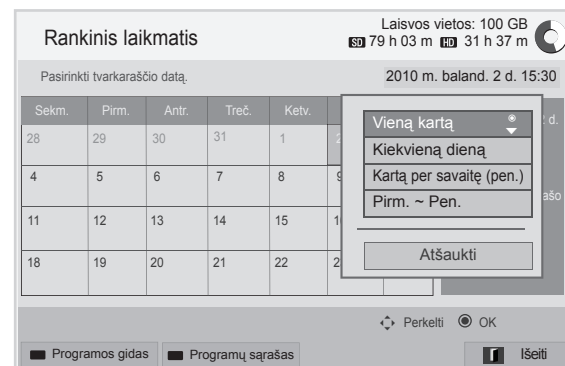 Rankinis laikmatis
Laisvos vietos: 100 GB
SD 79 h 03 m HD 31 h 37 m
Pasirinkti tvarkaraščio datą.
2010 m. baland. 2 d. 15:30
Sekm. Pirm. Antr. Treč. Ketv.
28 29 30 31 1
4 5 6 7 8
11 12 13 14 15
18 19 20 21 22
Vieną kartą
Kiekvieną dieną
Kartą per savaitę (pen.)
Pirm. ~ Pen.
Atšaukti
Perkelti OK
Programos gidas Programų sąrašas Išeiti